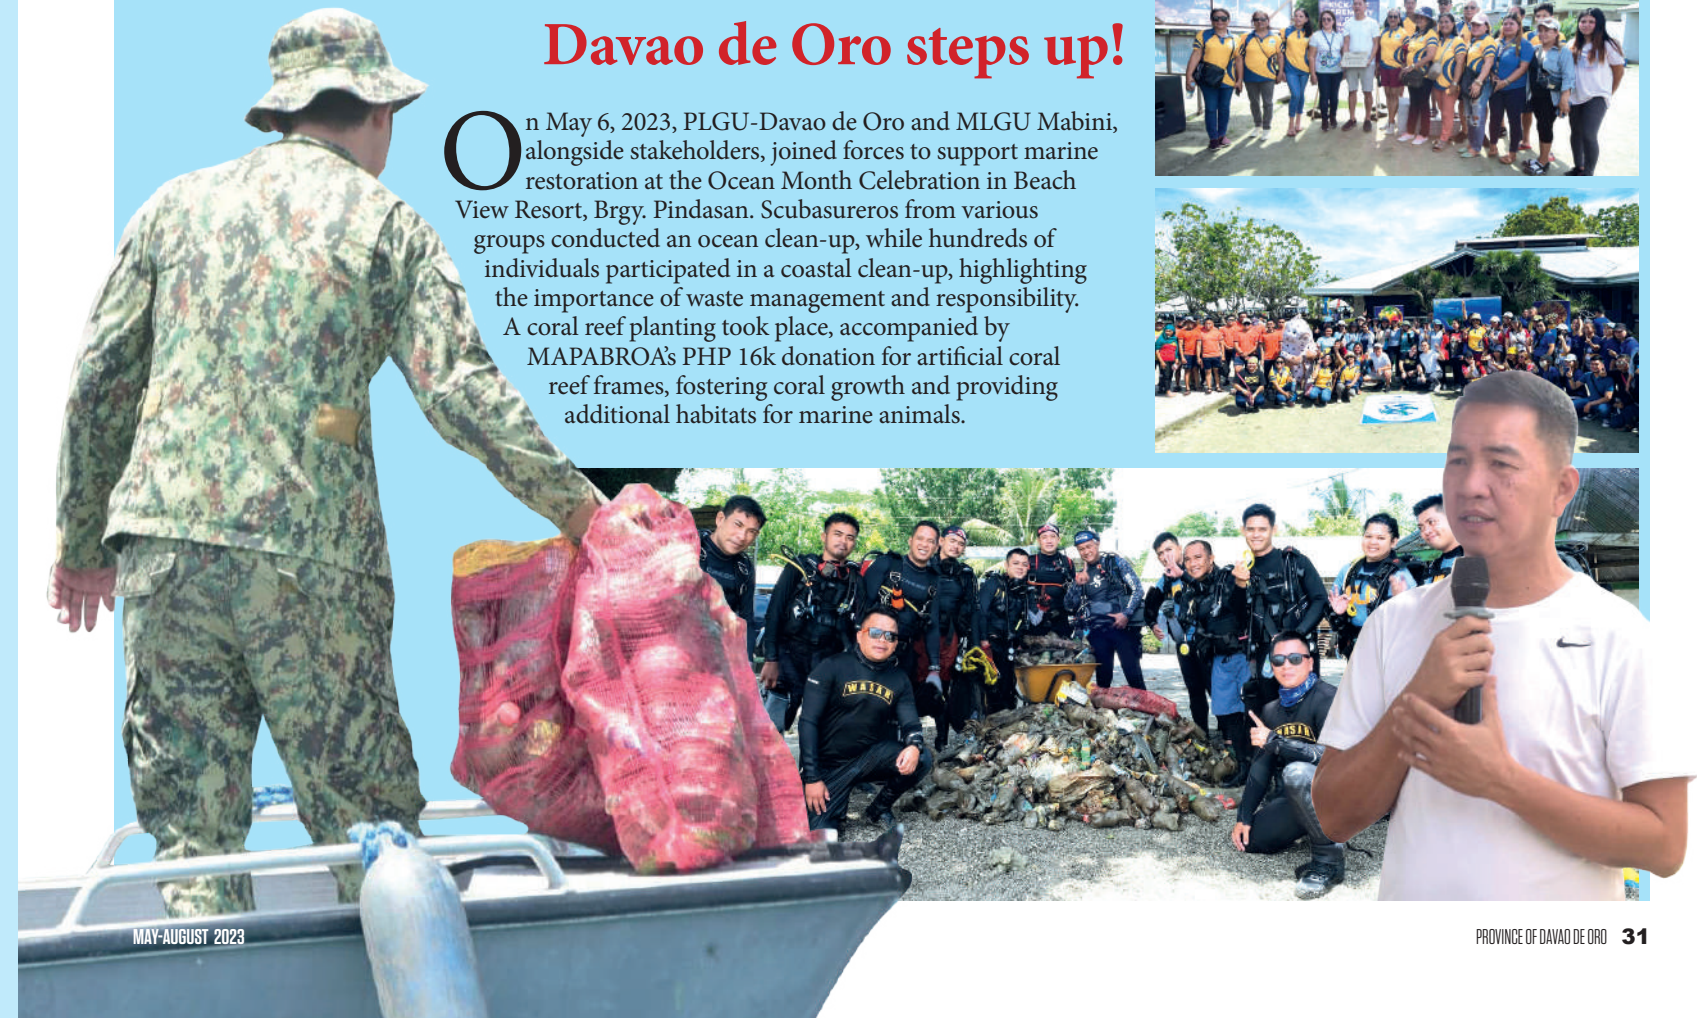 Davao de Oro steps up!
On May 6, 2023, PLGU-Davao de Oro and MLGU Mabini,
alongside stakeholders, joined forces to support marine
restoration at the Ocean Month Celebration in Beach
View Resort, Brgy. Pindasan. Scubasureros from various
groups conducted an ocean clean-up, while hundreds of
individuals participated in a coastal clean-up, highlighting
the importance of waste management and responsibility.
A coral reef planting took place, accompanied by
MAPABROA’s PHP 16k donation for artificial coral
reef frames, fostering coral growth and providing
additional habitats for marine animals.
WASAR
WASAR
MAY-AUGUST 2023
PROVINCE OF DAVAO DE ORO 31